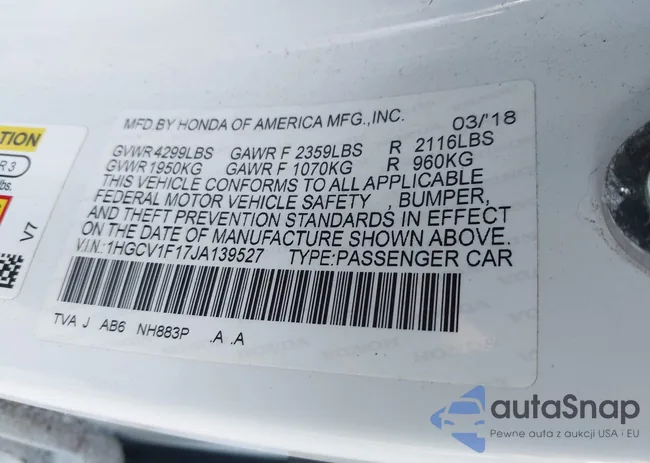 MFD.BY HONDA OF AMERICA MFG.,INC. 03/'18
GVWR 4299LBS GAWR F 2359LBS R 2116LBS
GVWR 1950KG GAWR F 1070KG R 960KG
THIS VEHICLE CONFORMS TO ALL APPLICABLE
FEDERAL MOTOR VEHICLE SAFETY , BUMPER,
AND THEFT PREVENTION STANDARDS IN EFFECT
ON THE DATE OF MANUFACTURE SHOWN ABOVE.
V.I.N.:1HGCV1F17JA139527 TYPE:PASSENGER CAR
TVA J AB6 NH883P .A .A
R 3
V7
autaSnap
Pewne auta z aukcji USA i EU